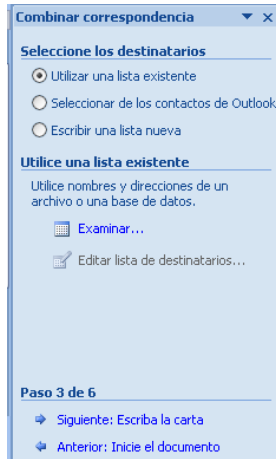 Combinar correspondencia
Seleccione los destinatarios
Utilizar una lista existente
Seleccionar de los contactos de Outlook
Escribir una lista nueva
Utilice una lista existente
Utilice nombres y direcciones de un
archivo o una base de datos.
Examinar...
Editar lista de destinatarios...
Paso 3 de 6
Siguiente: Escriba la carta
Anterior: Inicie el documento